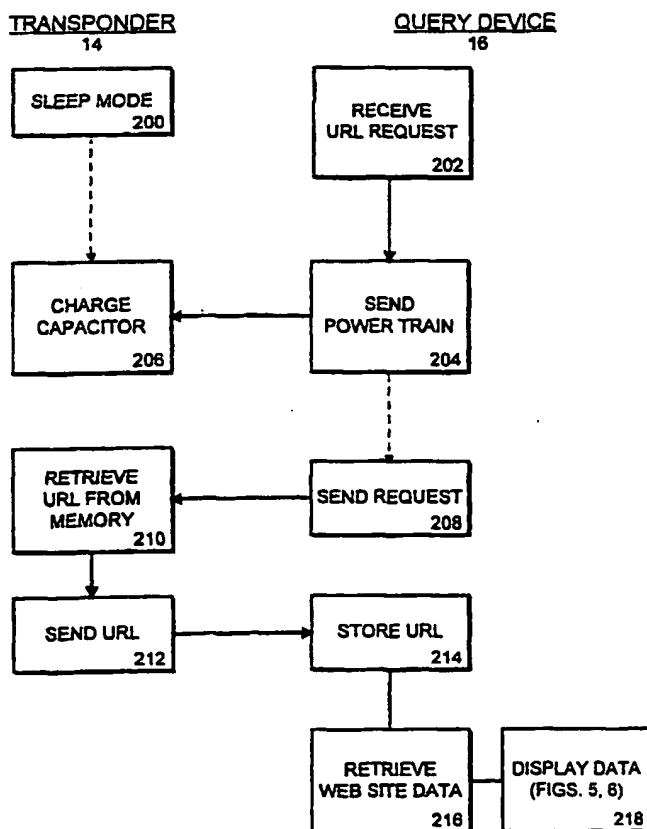 TRANSPONDER
14
QUERY DEVICE
16
SLEEP MODE
200
RECEIVE
URL REQUEST
202
CHARGE
CAPACITOR
206
SEND
POWER TRAIN
204
RETRIEVE
URL FROM
MEMORY
210
SEND REQUEST
208
SEND URL
212
STORE URL
214
RETRIEVE
WEB SITE DATA
216
DISPLAY DATA
(FIGS. 5, 6)
218